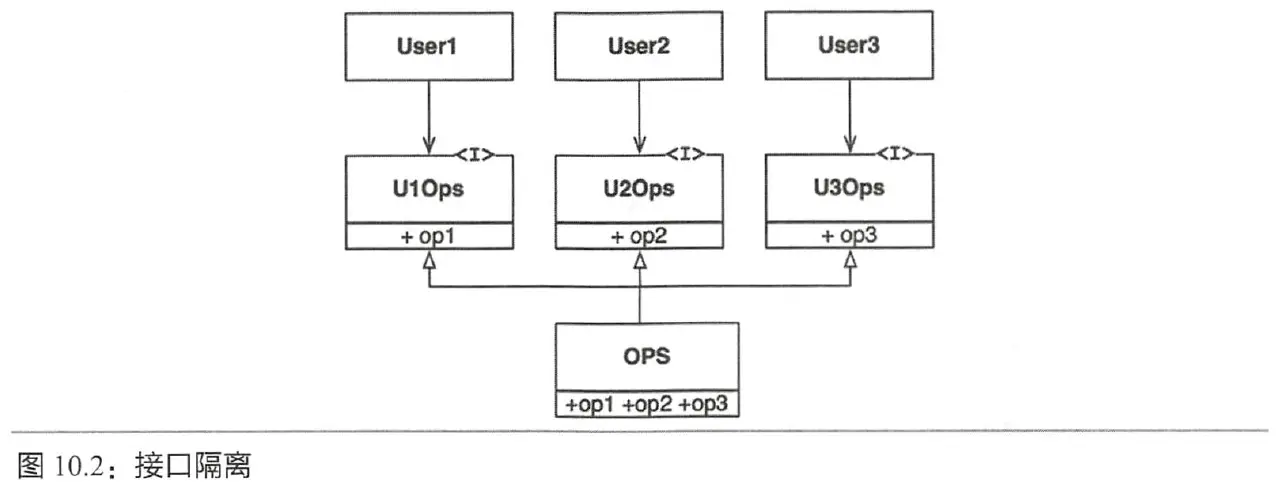 User1 User2 User3
<I> <I> <I>
U1Ops U2Ops U3Ops
+ op1 + op2 + op3
OPS
+op1 +op2 +op3
图 10.2：接口隔离